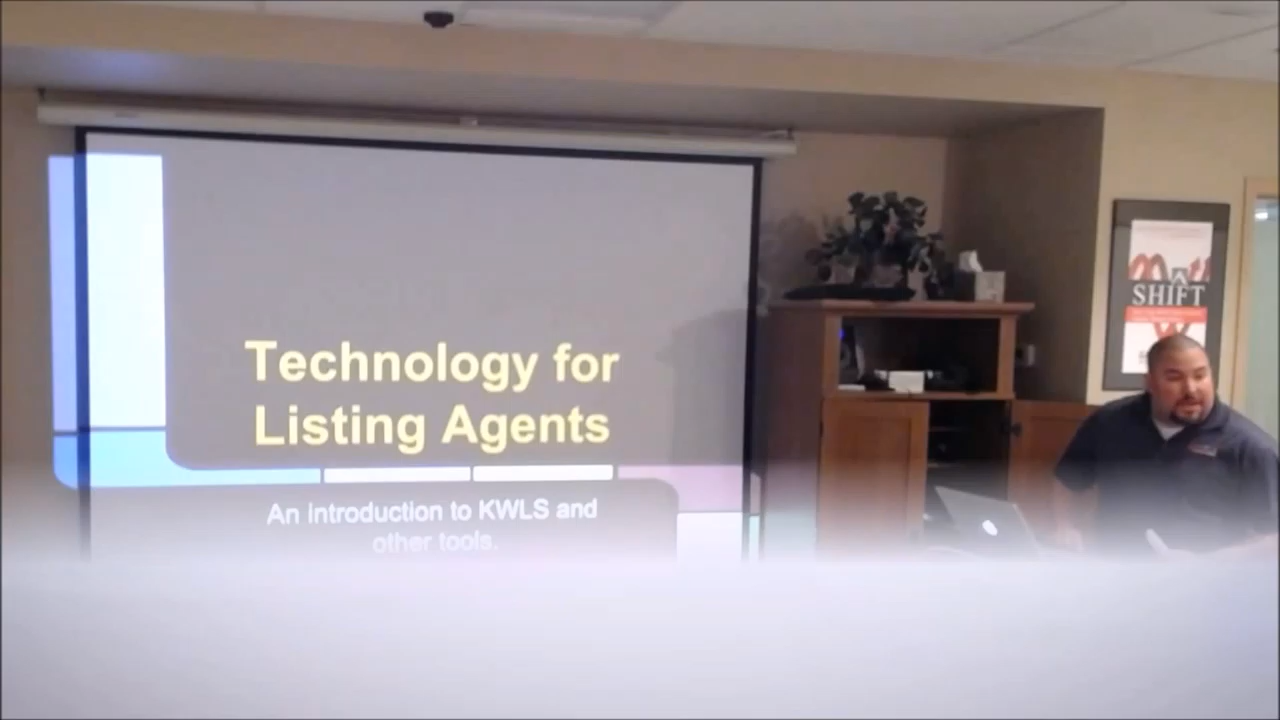 Technology for
Listing Agents
An introduction to KWLS and
other tools.
SHIFT